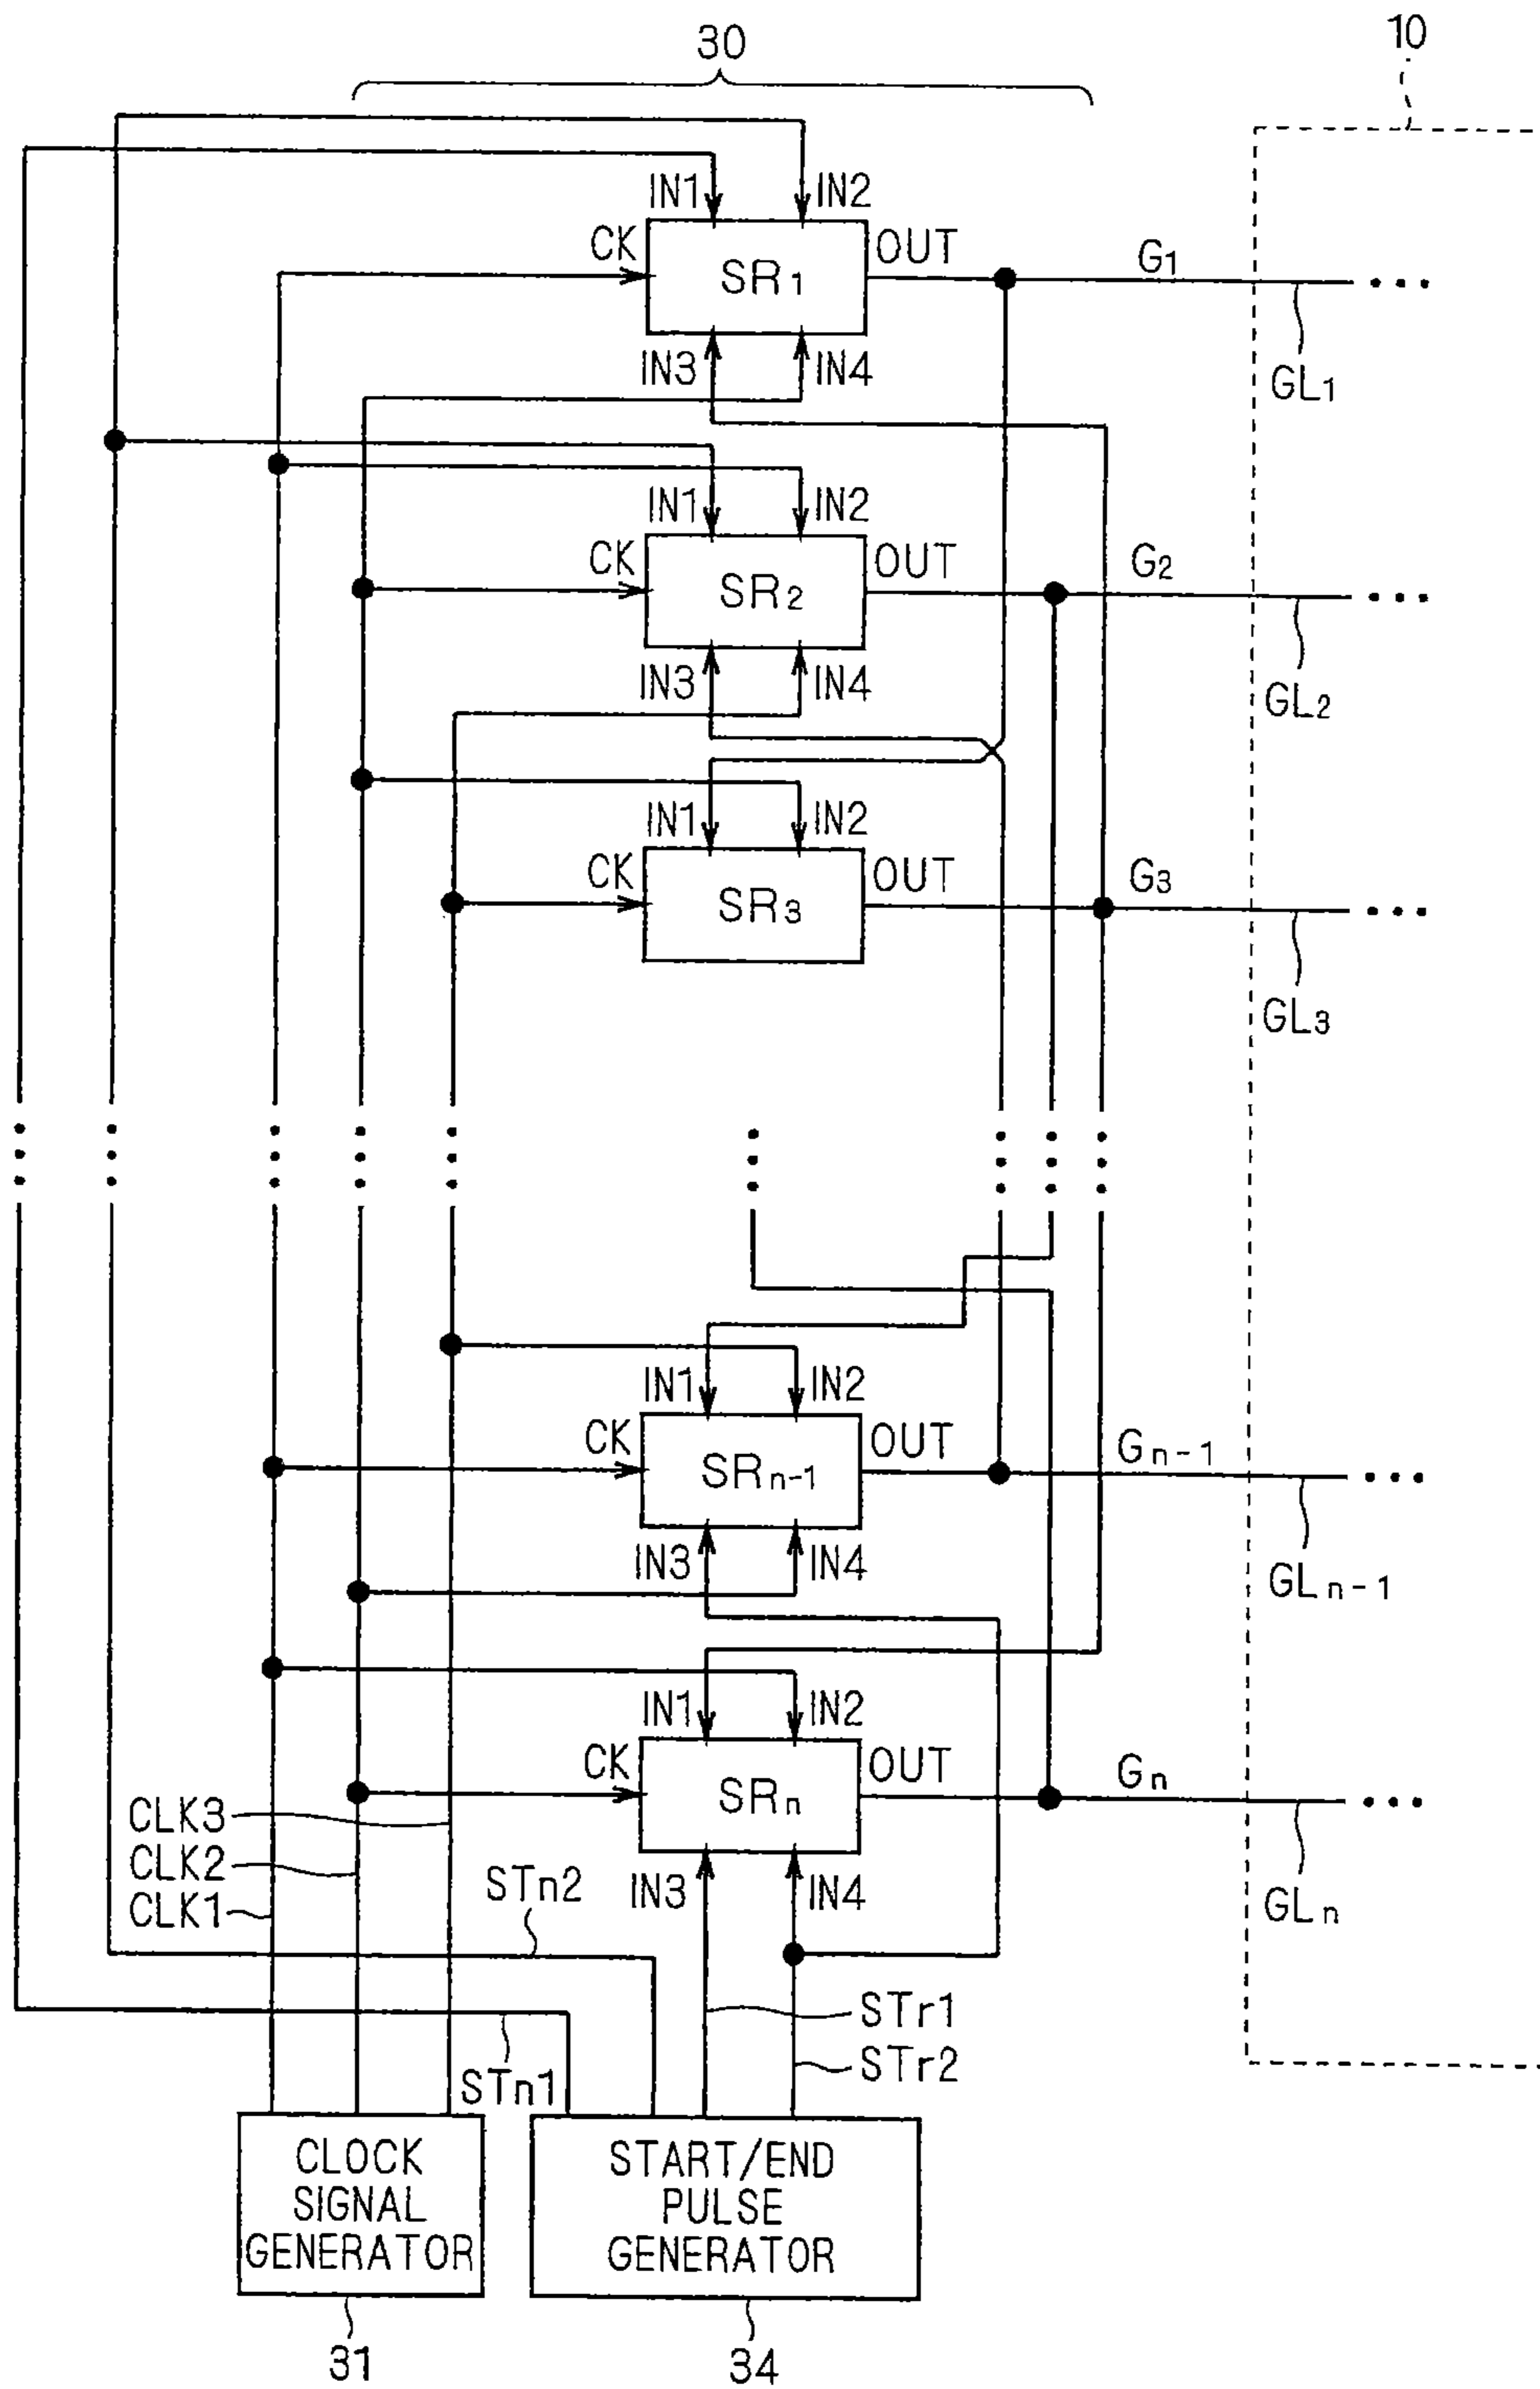 30
10
IN1
IN2
CK
SR1
OUT
G1
IN3
IN4
GL1
IN1
IN2
CK
SR2
OUT
G2
IN3
IN4
GL2
IN1
IN2
CK
SR3
OUT
G3
GL3
IN1
IN2
CK
SRn-1
OUT
Gn-1
IN3
IN4
GLn-1
IN1
IN2
CK
SRn
OUT
Gn
CLK3
CLK2
CLK1
STn2
IN3
IN4
GLn
STr1
STn1
STr2
CLOCK
SIGNAL
GENERATOR
START/END
PULSE
GENERATOR
31
34